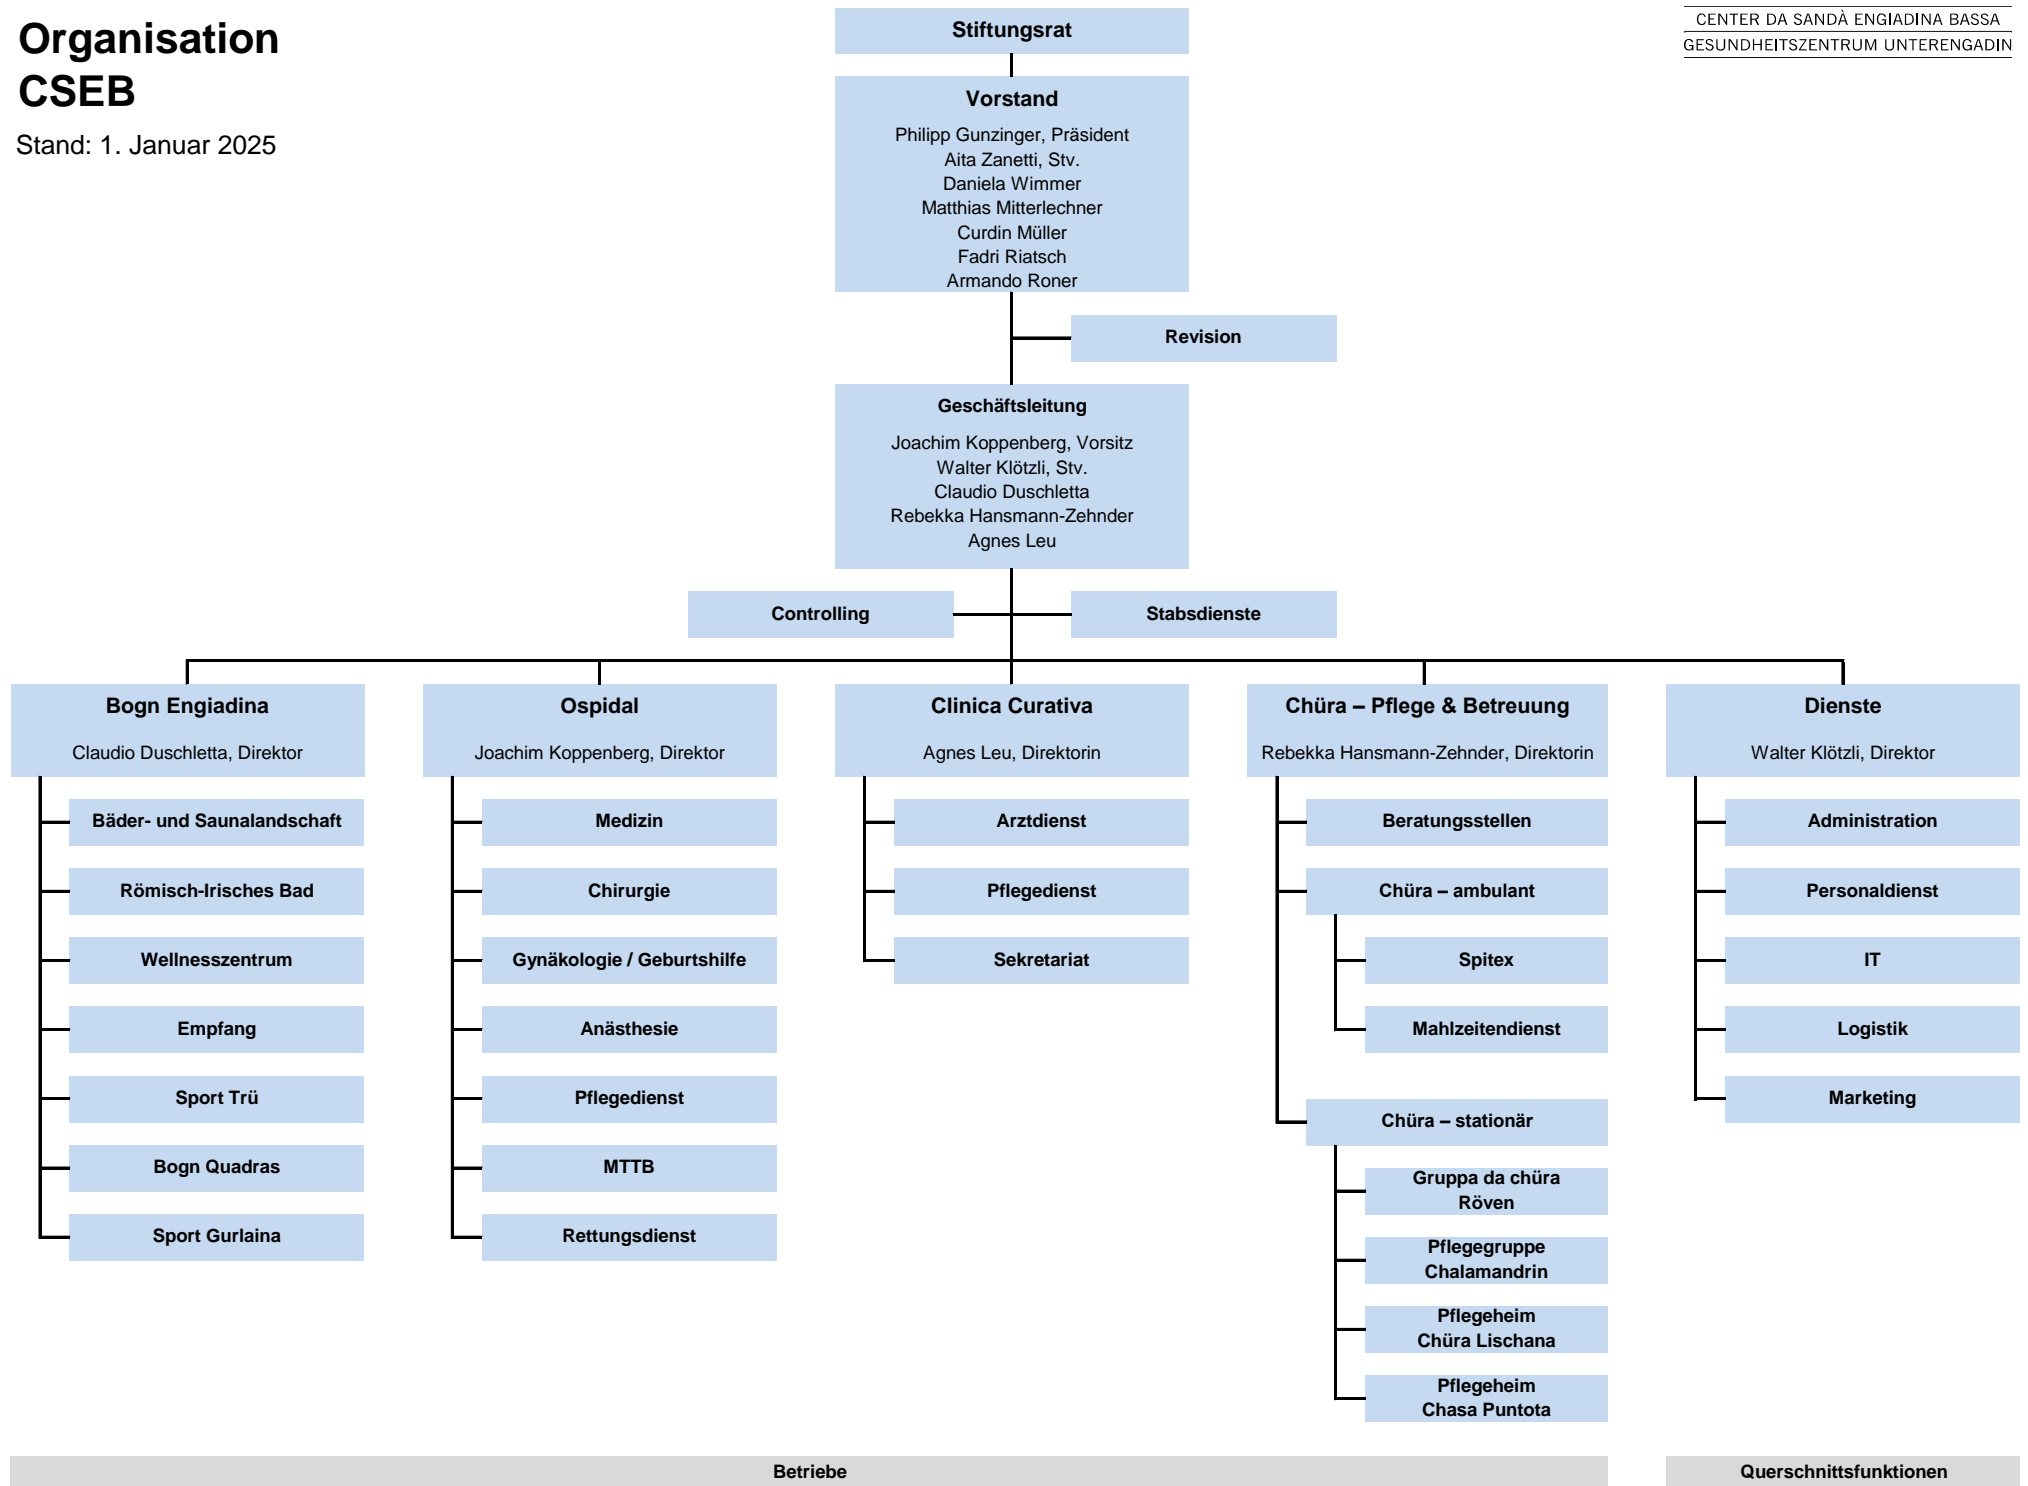 Organisation
CSEB
Stand: 1. Januar 2025
CENTER DA SANDÀ ENGIADINA BASSA
GESUNDHEITSZENTRUM UNTERENGADIN
Stiftungsrat
Vorstand
Philipp Gunzinger, Präsident
Aita Zanetti, Stv.
Daniela Wimmer
Matthias Mitterlechner
Curdin Müller
Fadri Riatsch
Armando Roner
Revision
Geschäftsleitung
Joachim Koppenberg, Vorsitz
Walter Klötzli, Stv.
Claudio Duschletta
Rebekka Hansmann-Zehnder
Agnes Leu
Controlling
Stabsdienste
Bogn Engiadina
Claudio Duschletta, Direktor
Bäder- und Saunalandschaft
Römisch-Irisches Bad
Wellnesszentrum
Empfang
Sport Trü
Bogn Quadras
Sport Gurlaina
Ospidal
Joachim Koppenberg, Direktor
Medizin
Chirurgie
Gynäkologie / Geburtshilfe
Anästhesie
Pflegedienst
MTTB
Rettungsdienst
Clinica Curativa
Agnes Leu, Direktorin
Arztdienst
Pflegedienst
Sekretariat
Chüra – Pflege & Betreuung
Rebekka Hansmann-Zehnder, Direktorin
Beratungsstellen
Chüra – ambulant
Spitex
Mahlzeitendienst
Chüra – stationär
Gruppa da chüra
Röven
Pflegegruppe
Chalamandrin
Pflegeheim
Chüra Lischana
Pflegeheim
Chasa Puntota
Dienste
Walter Klötzli, Direktor
Administration
Personaldienst
IT
Logistik
Marketing
Betriebe
Querschnittsfunktionen